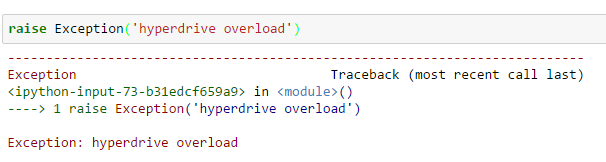 raise Exception('hyperdrive overload')
---------------------------------------------------------------------------
Exception                                 Traceback (most recent call last)
<ipython-input-73-b31edcf659a9> in <module>()
----> 1 raise Exception('hyperdrive overload')
Exception: hyperdrive overload